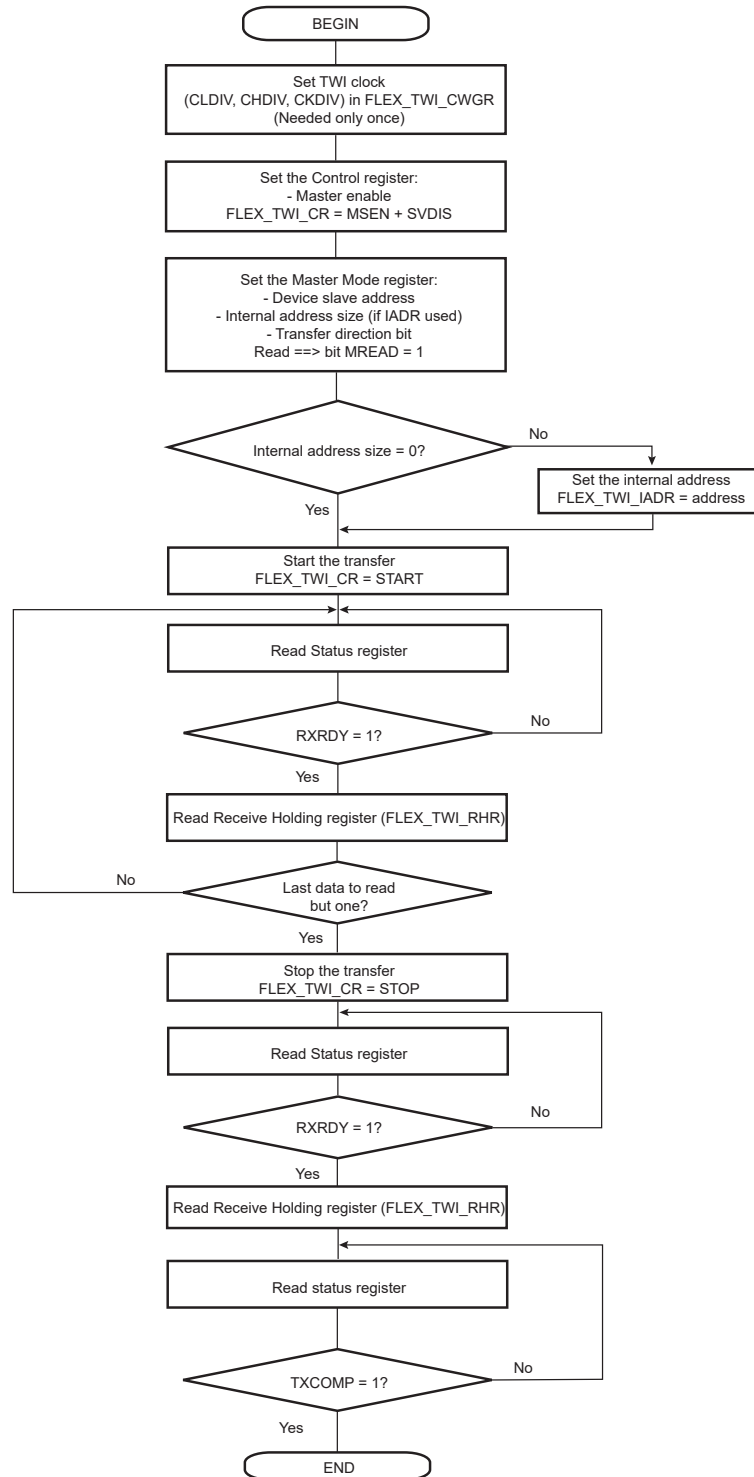 BEGIN
Set TWI clock
(CLDIV, CHDIV, CKDIV) in FLEX_TWI_CWGR
(Needed only once)
Set the Control register:
- Master enable
FLEX_TWI_CR = MSEN + SVDIS
Set the Master Mode register:
- Device slave address
- Internal address size (if IADR used)
- Transfer direction bit
Read ==> bit MREAD = 1
Internal address size = 0?
No
Set the internal address
FLEX_TWI_IADR = address
Yes
Start the transfer
FLEX_TWI_CR = START
Read Status register
RXRDY = 1?
No
Yes
Read Receive Holding register (FLEX_TWI_RHR)
Last data to read
but one?
No
Yes
Stop the transfer
FLEX_TWI_CR = STOP
Read Status register
RXRDY = 1?
No
Yes
Read Receive Holding register (FLEX_TWI_RHR)
Read status register
TXCOMP = 1?
No
Yes
END